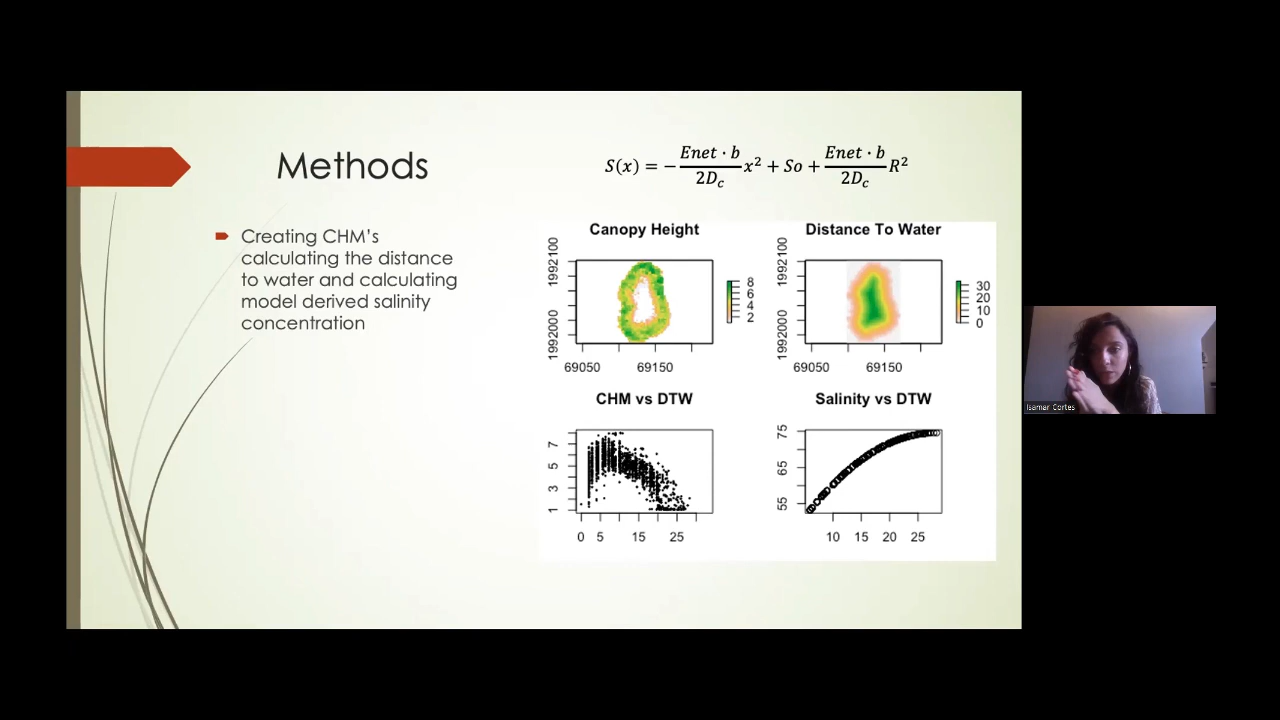 Methods
S(x) = −\frac{Enet · b}{2D_c}x² + So + \frac{Enet · b}{2D_c}R²
Creating CHM's
calculating the distance
to water and calculating
model derived salinity
concentration
Canopy Height
1992000 1992100
8
6
4
2
69050 69150
Distance To Water
1992000 1992100
30
20
10
0
69050 69150
CHM vs DTW
7
5
3
1
0 5 15 25
Salinity vs DTW
75
65
55
10 15 20 25
Isamar Cortes